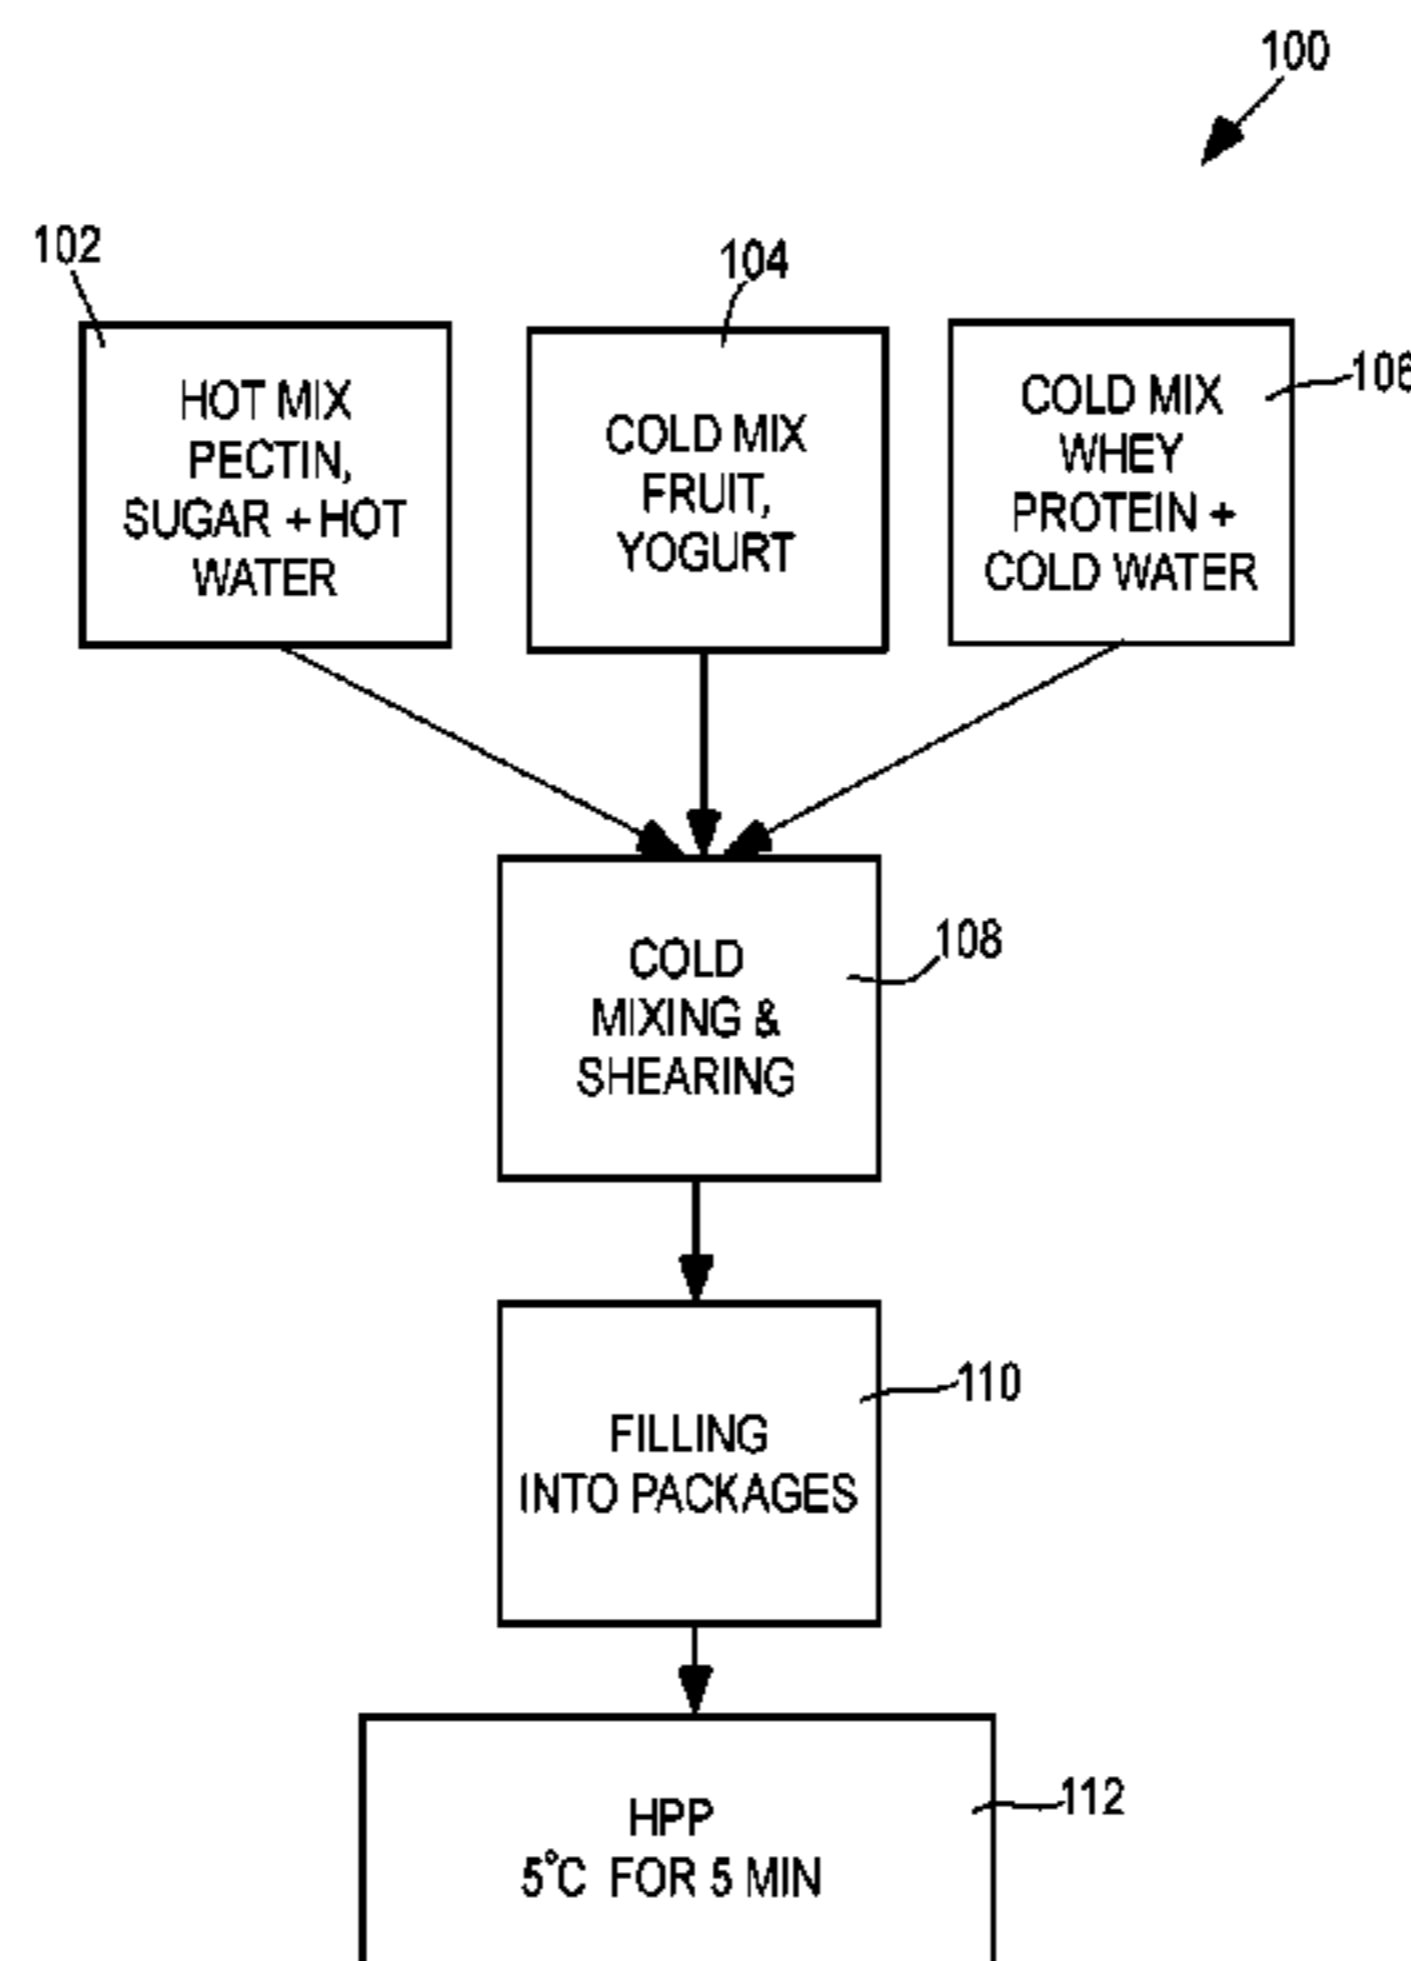 100
102
HOT MIX
PECTIN,
SUGAR + HOT
WATER
104
COLD MIX
FRUIT,
YOGURT
106
COLD MIX
WHEY
PROTEIN +
COLD WATER
108
COLD
MIXING &
SHEARING
110
FILLING
INTO PACKAGES
112
HPP
5°C FOR 5 MIN